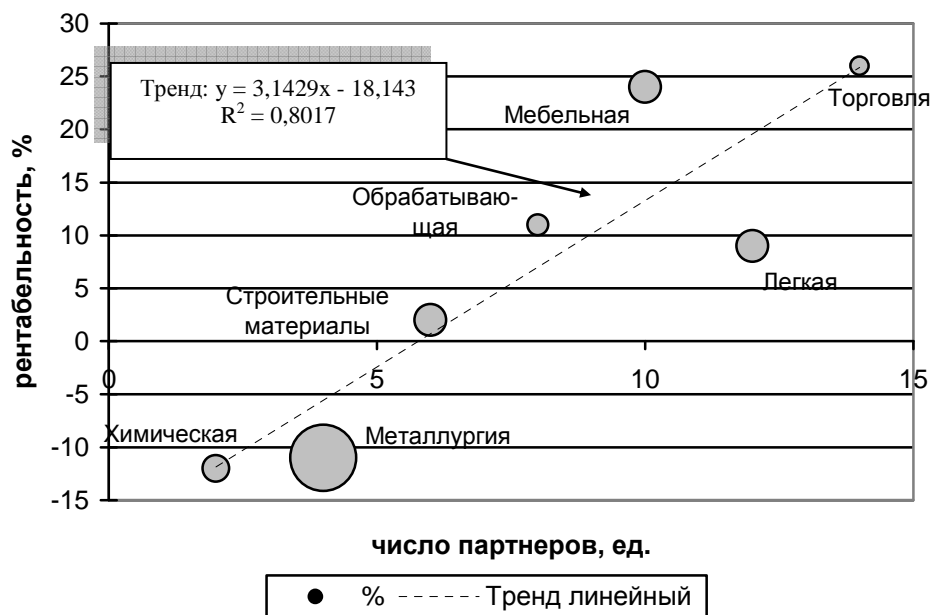 30
25
20
15
10
5
0
-5
-10
-15
рентабельность, %
Тренд: y = 3,1429x - 18,143
R² = 0,8017
Мебельная
Торговля
Обрабатываю-
щая
Легкая
Строительные
материалы
0
5
10
15
Химическая
Металлургия
число партнеров, ед.
%
Тренд линейный